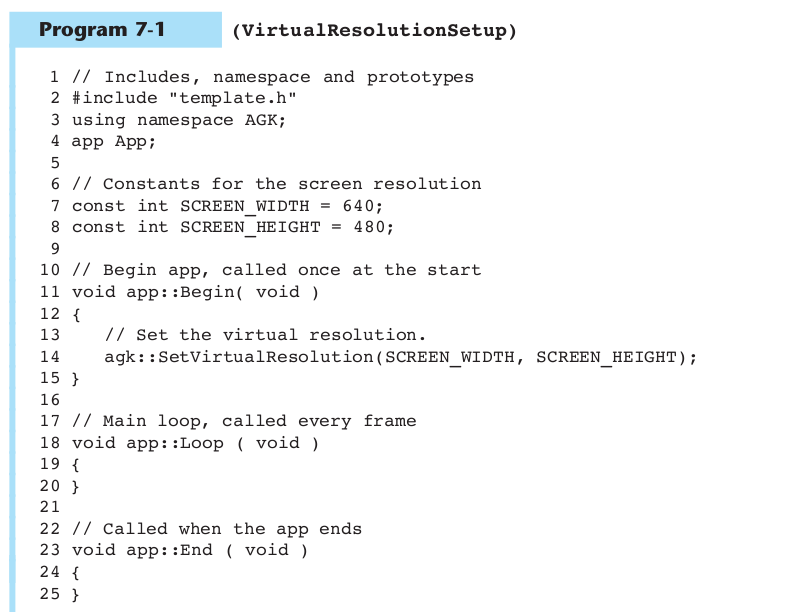 Program 7-1 (VirtualResolutionSetup)
1 // Includes, namespace and prototypes
2 #include "template.h"
3 using namespace AGK;
4 app App;
5
6 // Constants for the screen resolution
7 const int SCREEN_WIDTH = 640;
8 const int SCREEN_HEIGHT = 480;
9
10 // Begin app, called once at the start
11 void app::Begin( void )
12 {
13    // Set the virtual resolution.
14    agk::SetVirtualResolution(SCREEN_WIDTH, SCREEN_HEIGHT);
15 }
16
17 // Main loop, called every frame
18 void app::Loop ( void )
19 {
20 }
21
22 // Called when the app ends
23 void app::End ( void )
24 {
25 }